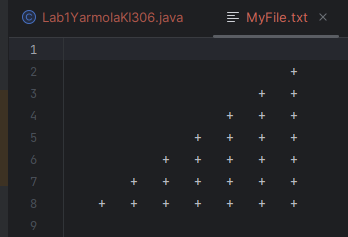 Lab1YarmolaKI306.java MyFile.txt ×
1
2 +
3 + +
4 + + +
5 + + + +
6 + + + + +
7 + + + + + +
8 + + + + + + +
9